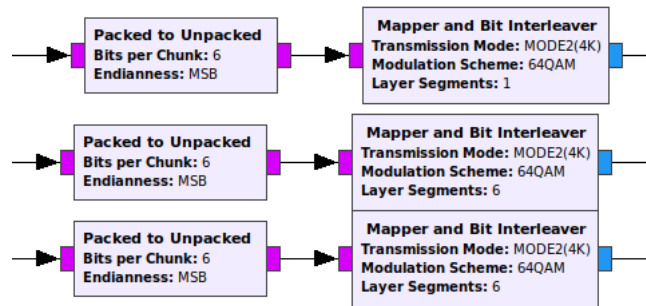 Packed to Unpacked
Bits per Chunk: 6
Endianness: MSB
Mapper and Bit Interleaver
Transmission Mode: MODE2(4K)
Modulation Scheme: 64QAM
Layer Segments: 1
Packed to Unpacked
Bits per Chunk: 6
Endianness: MSB
Mapper and Bit Interleaver
Transmission Mode: MODE2(4K)
Modulation Scheme: 64QAM
Layer Segments: 6
Packed to Unpacked
Bits per Chunk: 6
Endianness: MSB
Mapper and Bit Interleaver
Transmission Mode: MODE2(4K)
Modulation Scheme: 64QAM
Layer Segments: 6